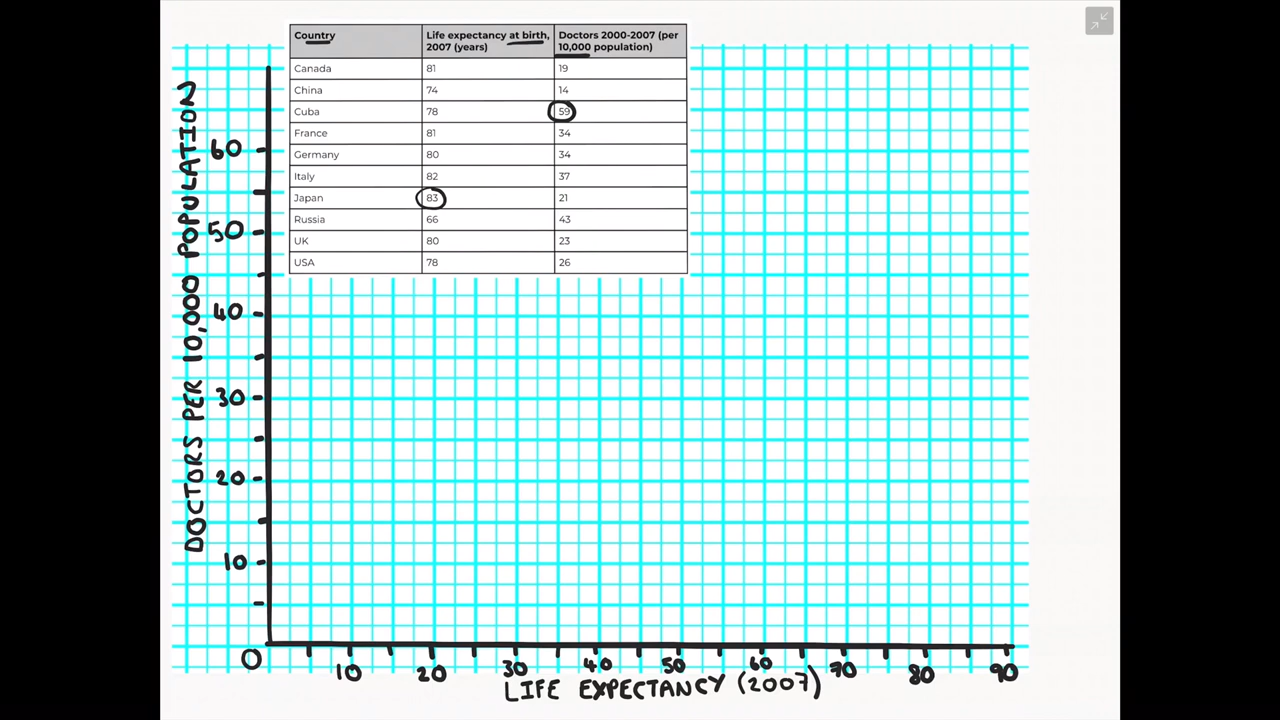 Country Life expectancy at birth, 2007 (years) Doctors 2000-2007 (per 10,000 population)
Canada 81 19
China 74 14
Cuba 78 59
France 81 34
Germany 80 34
Italy 82 37
Japan 83 21
Russia 66 43
UK 80 23
USA 78 26
DOCTORS PER 10,000 POPULATION
60
50
40
30
20
10
0
10 20 30 40 50 60 70 80 90
LIFE EXPECTANCY (2007)